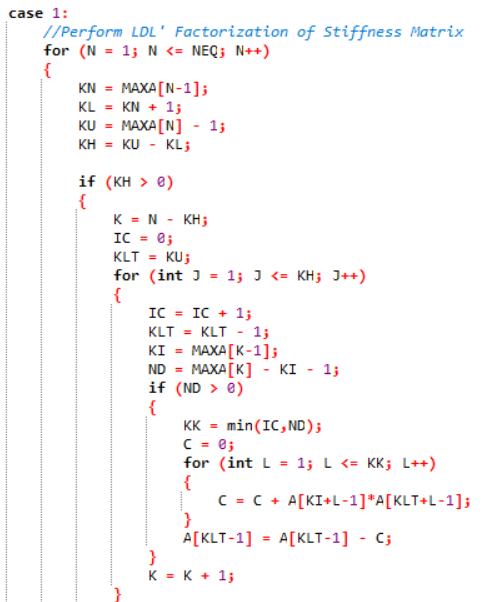 case 1:
//Perform LDL' Factorization of Stiffness Matrix
for (N = 1; N <= NEQ; N++)
{
KN = MAXA[N-1];
KL = KN + 1;
KU = MAXA[N] - 1;
KH = KU - KL;
if (KH > 0)
{
K = N - KH;
IC = 0;
KLT = KU;
for (int J = 1; J <= KH; J++)
{
IC = IC + 1;
KLT = KLT - 1;
KI = MAXA[K-1];
ND = MAXA[K] - KI - 1;
if (ND > 0)
{
KK = min(IC,ND);
C = 0;
for (int L = 1; L <= KK; L++)
{
C = C + A[KI+L-1]*A[KLT+L-1];
}
A[KLT-1] = A[KLT-1] - C;
}
K = K + 1;
}